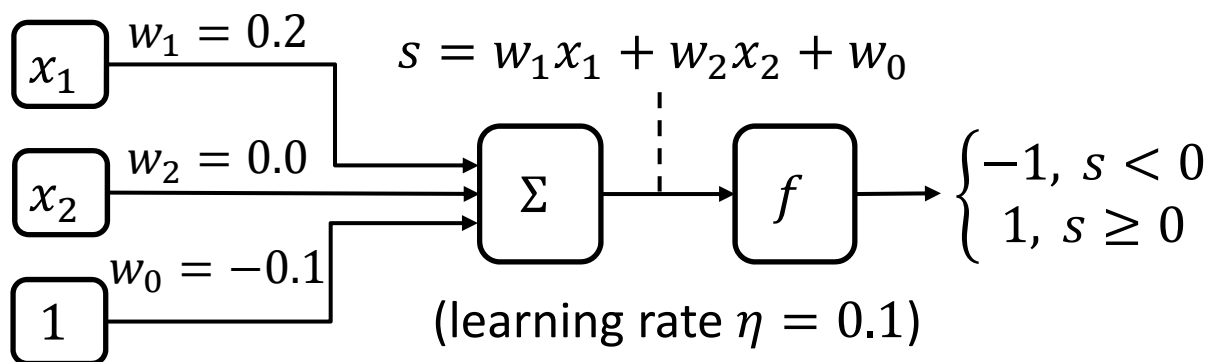 x₁
w₁ = 0.2
s = w₁x₁ + w₂x₂ + w₀
x₂
w₂ = 0.0
Σ
f
−1, s < 0
1, s ≥ 0
1
w₀ = −0.1
(learning rate η = 0.1)